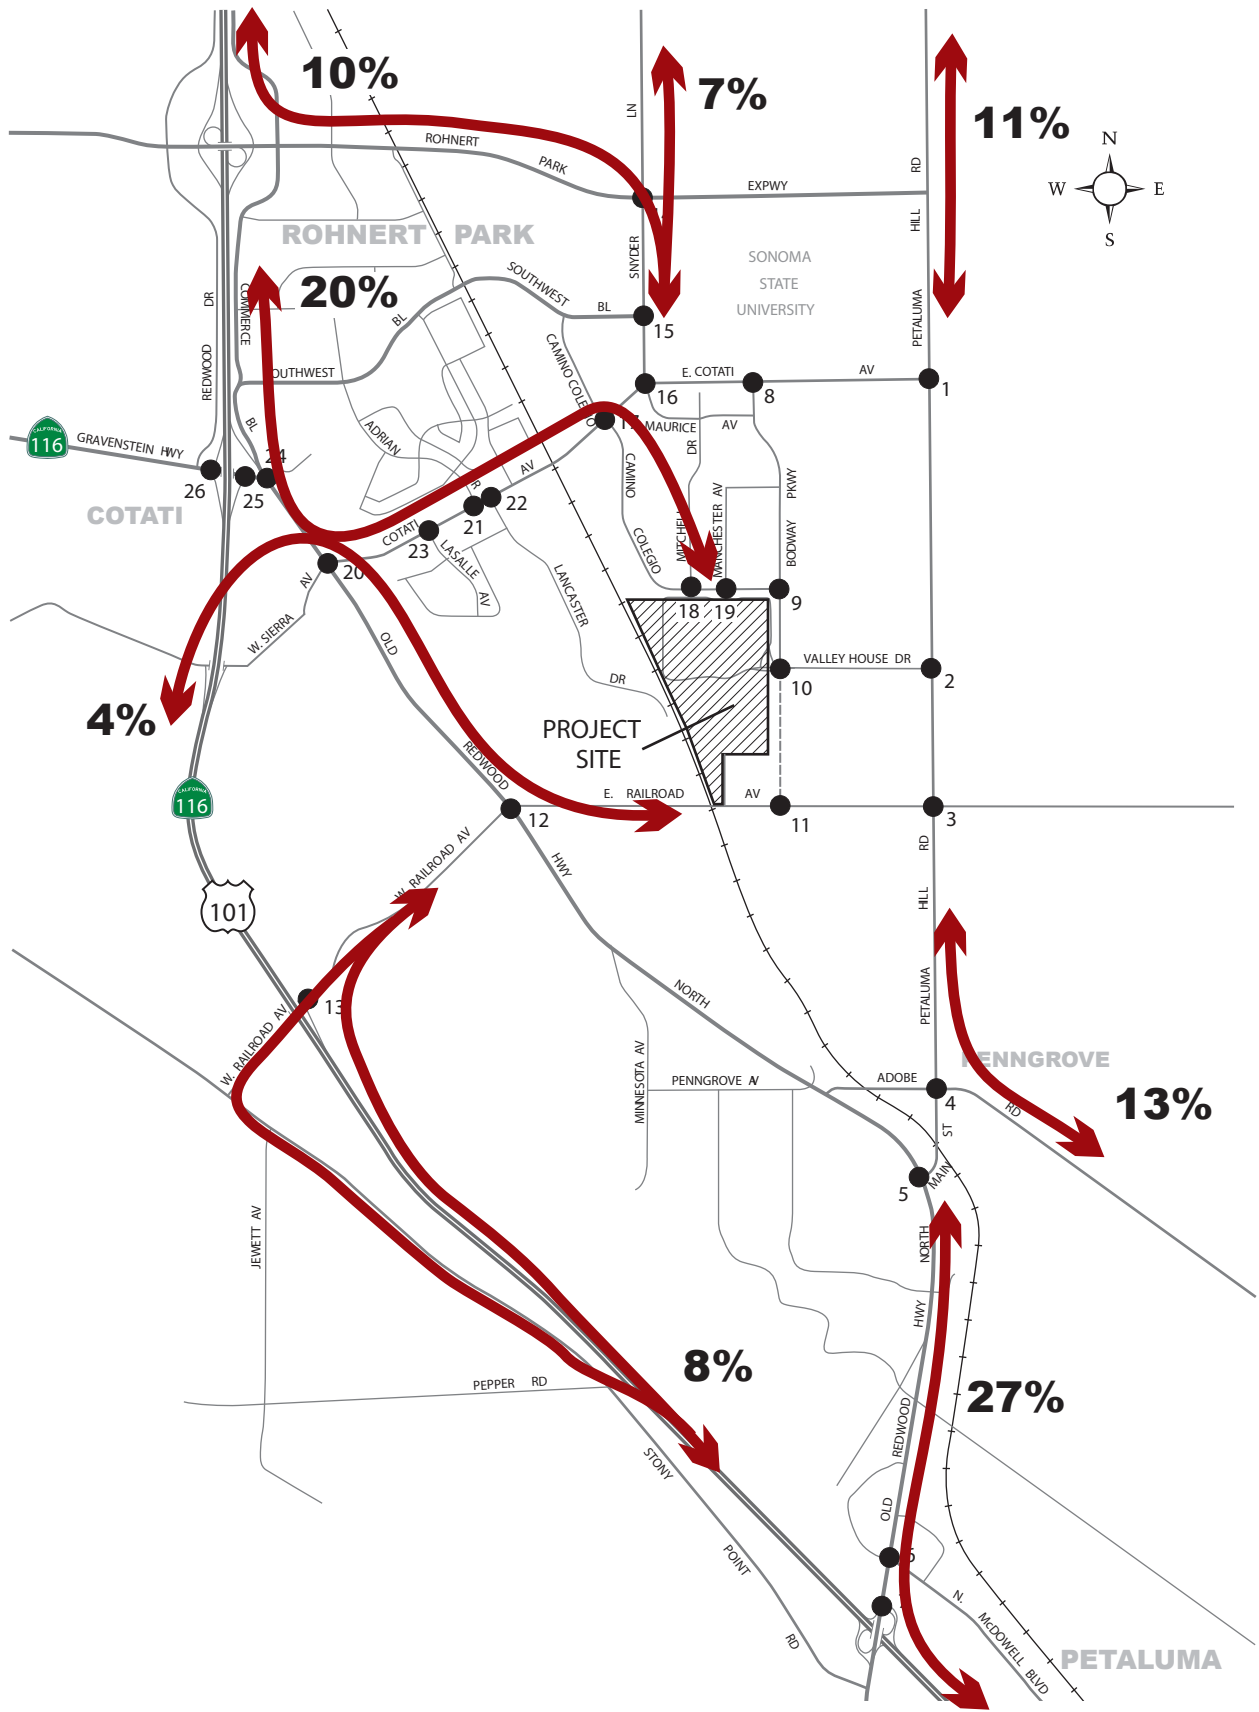 10%
7%
11%
LN
ROHNERT
PARK
EXPWY
RD
HILL
N
W
E
S
ROHNERT PARK
SNYDER
SONOMA
STATE
UNIVERSITY
SOUTHWEST
BL
15
PETALUMA
DR
COMMERCE
20%
BL
REDWOOD
OUTHWEST
BL
CAMINO COLE
O
16
E. COTATI
AV
8
1
CALIFORNIA
116
GRAVENSTEIN HWY
ADRIAN
R
MAURICE
AV
DR
24
26
25
COTATI
AV
22
21
COTATI
23
LASALLE
AV
CAMINO
COLEGIO
MITCHELL
MANCHESTER AV
PKWY
BODWAY
20
AV
W. SIERRA
OLD
LANCASTER
DR
18
19
9
VALLEY HOUSE DR
10
2
4%
PROJECT
SITE
REDWOOD
E. RAILROAD
AV
12
11
3
CALIFORNIA
116
101
W. RAILROAD AV
HWY
RD
HILL
PETALUMA
13
W. RAILROAD AV
NORTH
PENNGROVE
MINNESOTA AV
PENNGROVE AV
ADOBE
4
RD
13%
ST
MAIN
5
JEWETT AV
NORTH
HWY
8%
PEPPER RD
27%
REDWOOD
OLD
STONY
POINT
RD
N.
McDOWELL BLVD
PETALUMA